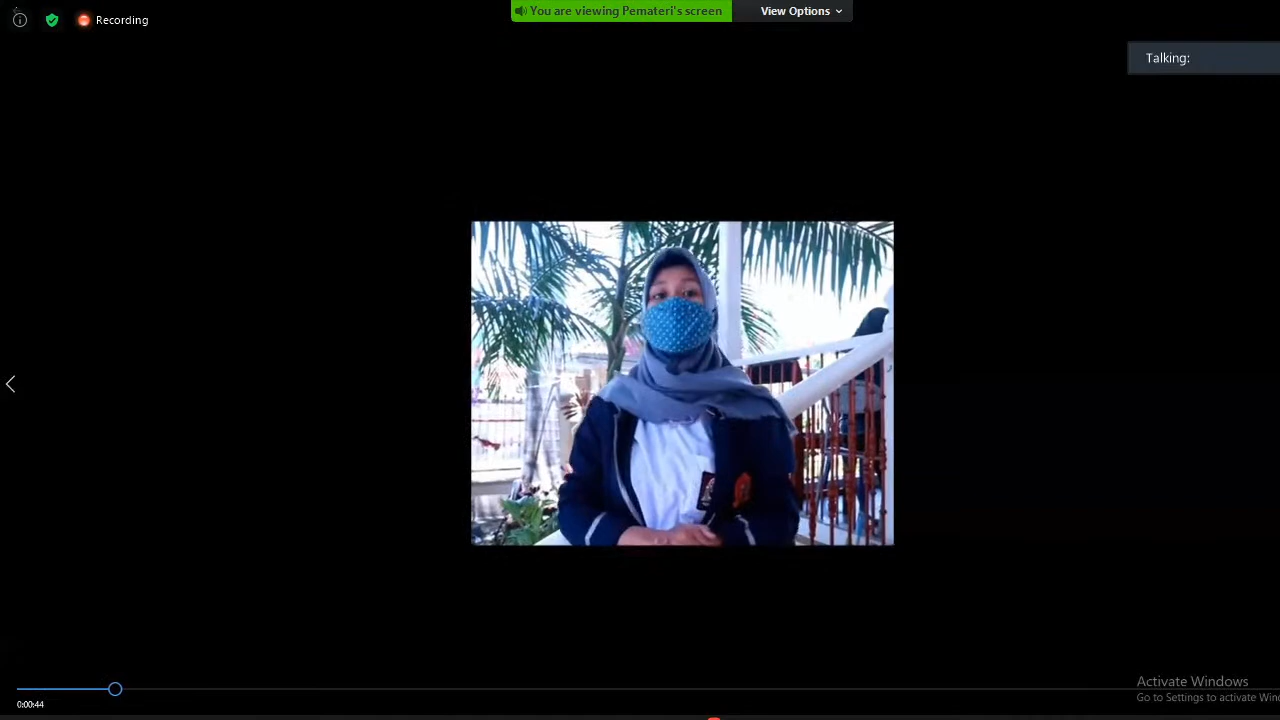 Recording
You are viewing Pemateri's screen
View Options
Talking:
0:00:44
Activate Windows
Go to Settings to activate Win